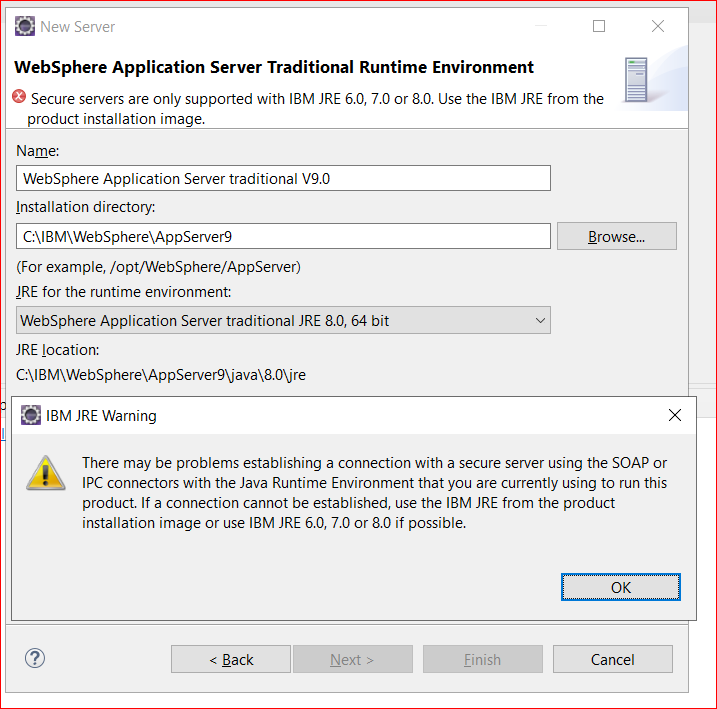 New Server
WebSphere Application Server Traditional Runtime Environment
Secure servers are only supported with IBM JRE 6.0, 7.0 or 8.0. Use the IBM JRE from the
product installation image.
Name:
WebSphere Application Server traditional V9.0
Installation directory:
C:\IBM\WebSphere\AppServer9
Browse...
(For example, /opt/WebSphere/AppServer)
JRE for the runtime environment:
WebSphere Application Server traditional JRE 8.0, 64 bit
JRE location:
C:\IBM\WebSphere\AppServer9\java\8.0\jre
IBM JRE Warning
There may be problems establishing a connection with a secure server using the SOAP or
IPC connectors with the Java Runtime Environment that you are currently using to run this
product. If a connection cannot be established, use the IBM JRE from the product
installation image or use IBM JRE 6.0, 7.0 or 8.0 if possible.
OK
?
< Back
Next >
Finish
Cancel